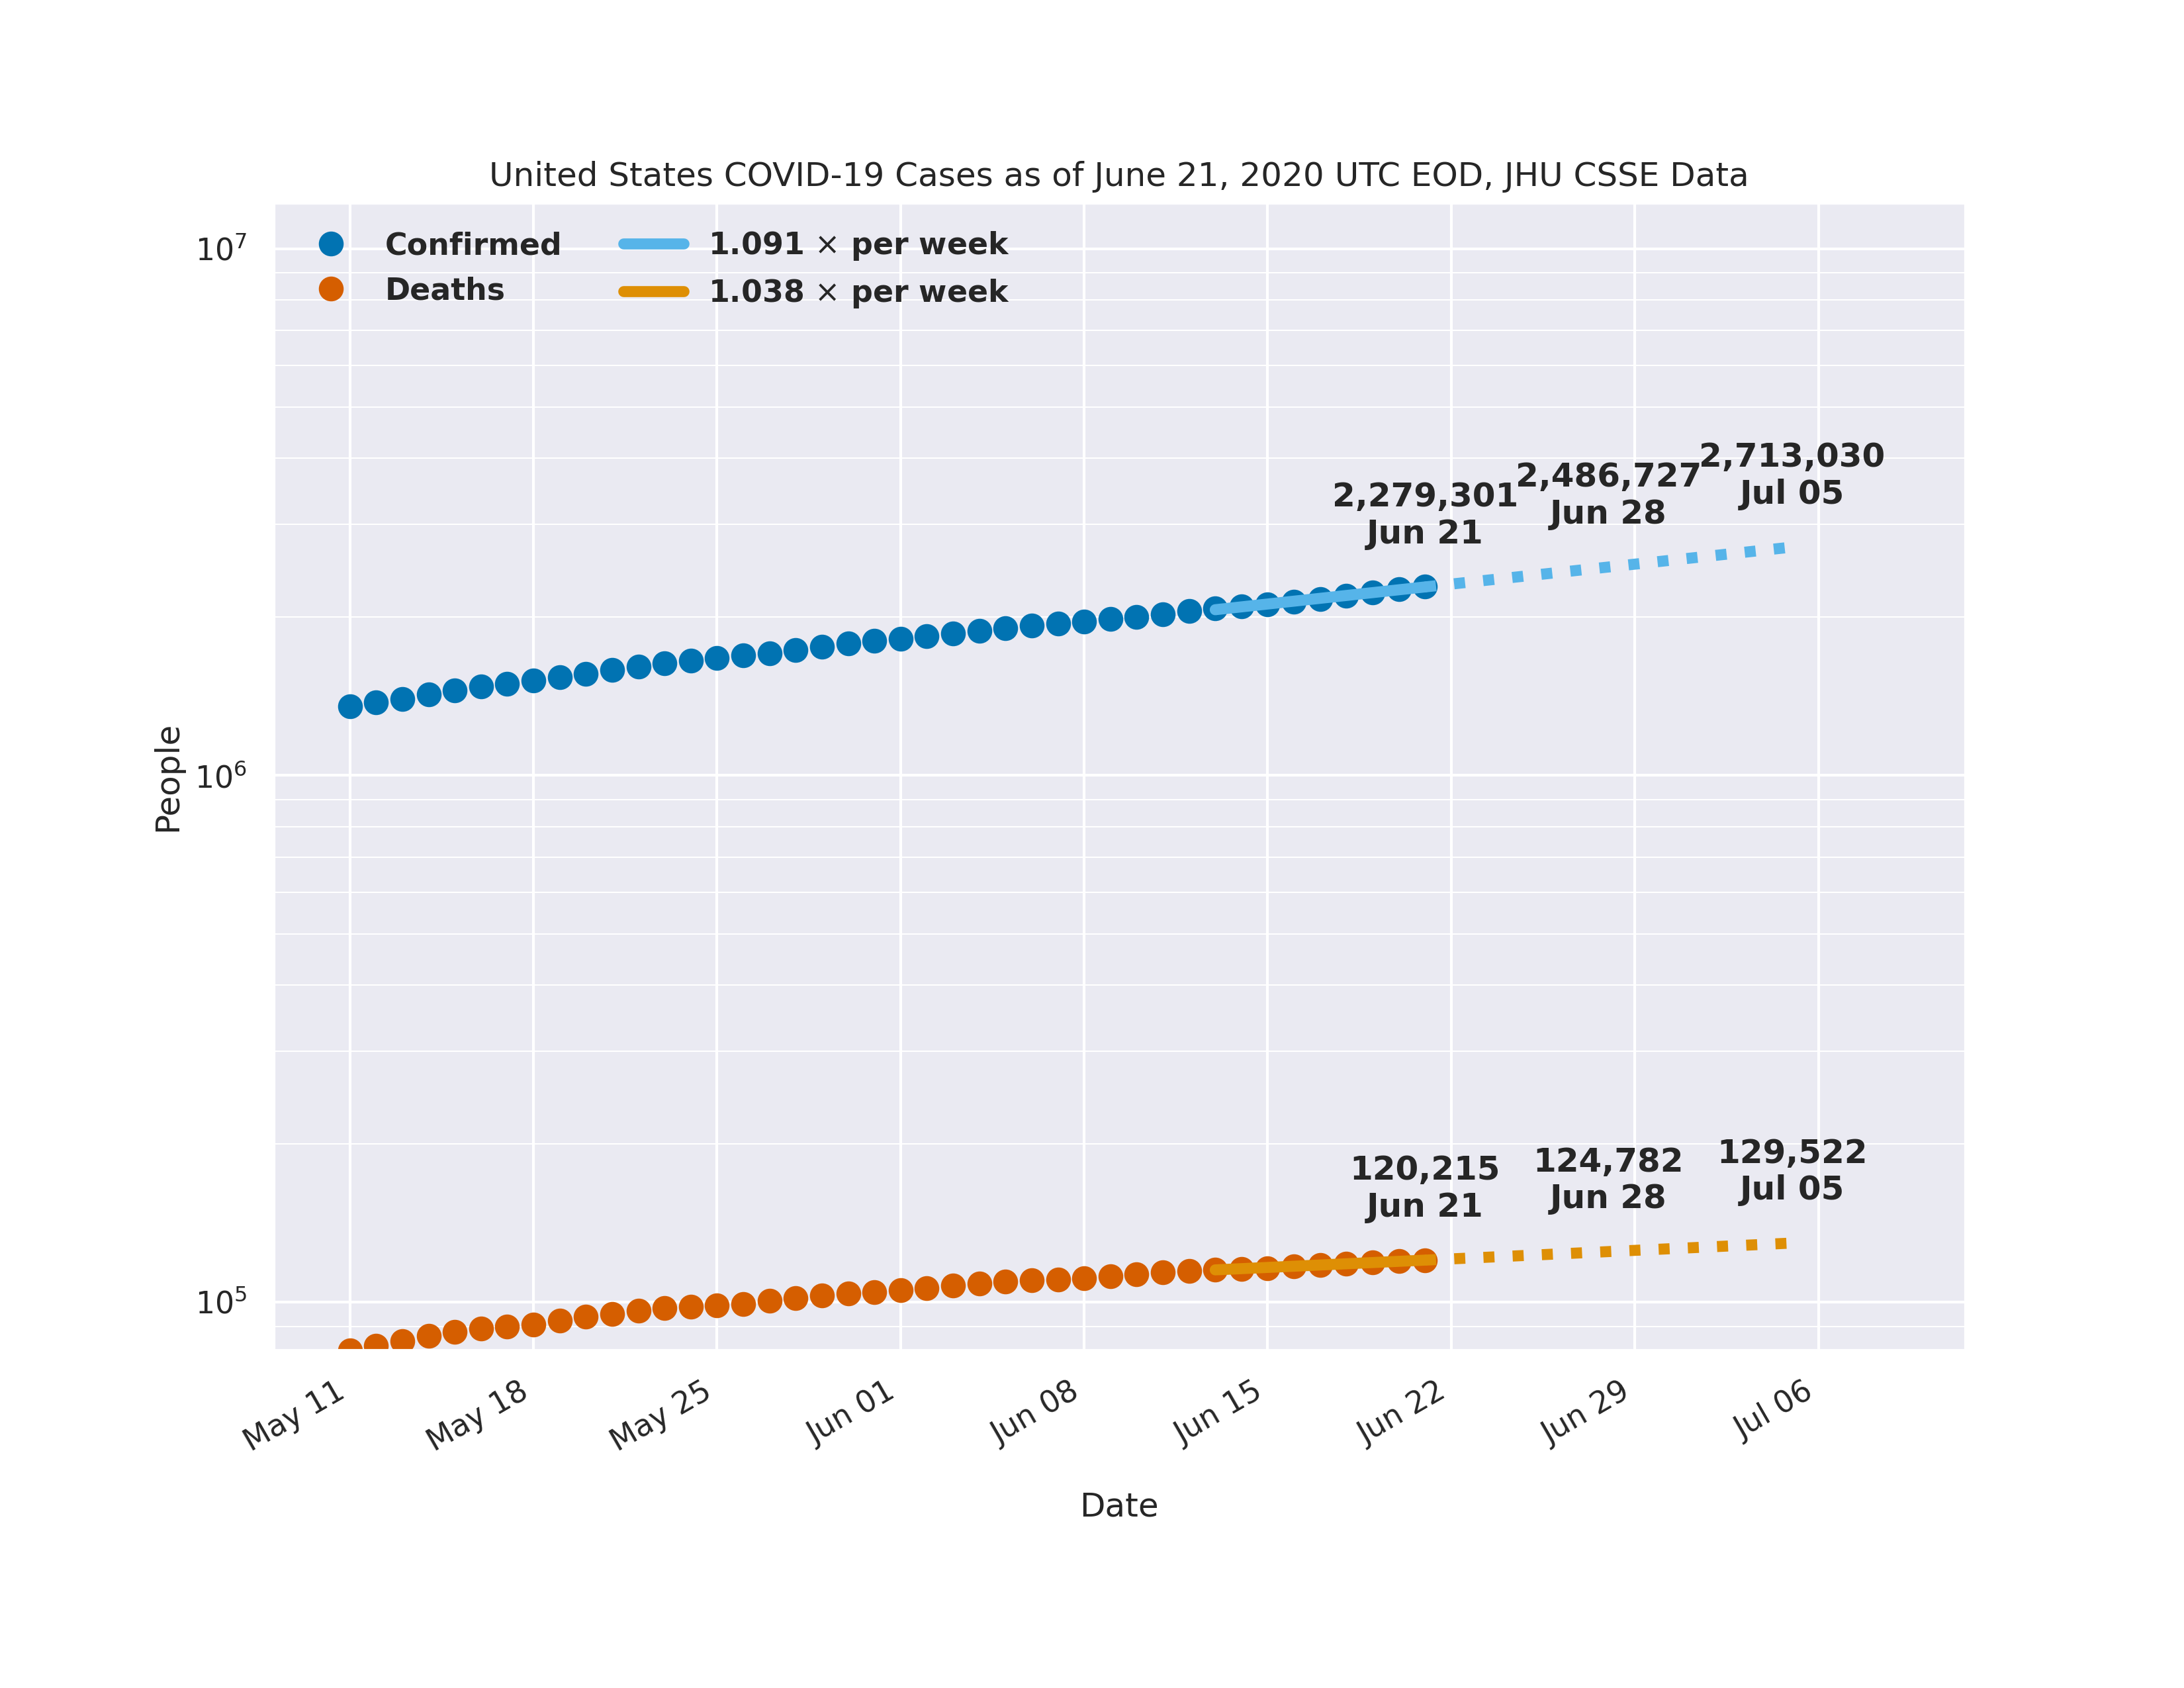 United States COVID-19 Cases as of June 21, 2020 UTC EOD, JHU CSSE Data
Confirmed
Deaths
1.091 × per week
1.038 × per week
10⁷
10⁶
10⁵
People
2,279,301
Jun 21
2,486,727
Jun 28
2,713,030
Jul 05
120,215
Jun 21
124,782
Jun 28
129,522
Jul 05
May 11
May 18
May 25
Jun 01
Jun 08
Jun 15
Jun 22
Jun 29
Jul 06
Date